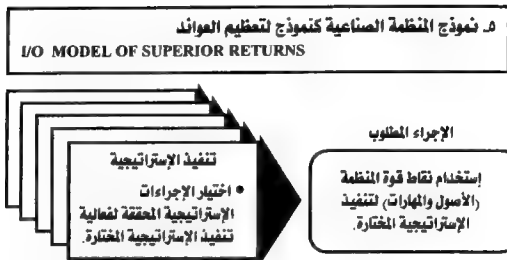 ٥ـ نموذج المنظمة الصناعية كنموذج لتعظيم العوائد
I/O MODEL OF SUPERIOR RETURNS
الإجراء المطلوب
تنفيذ الإستراتيجية
• اختيار الإجراءات
الإستراتيجية المحققة لفعالية
تنفيذ الإستراتيجية المختارة.
إستخدام نقاط قوة المنظمة
(الأصول والمهارات) لتنفيذ
الإستراتيجية المختارة.